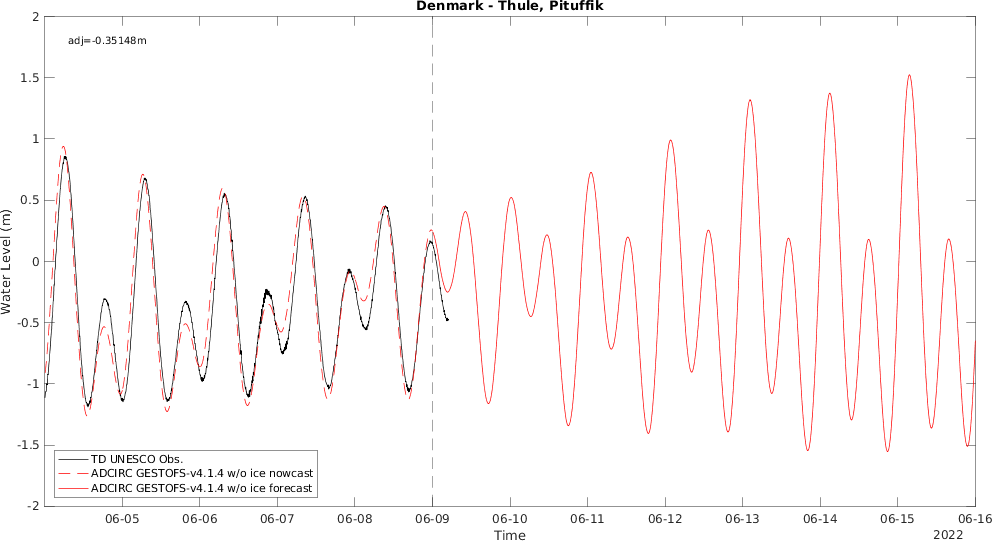 Denmark - Thule, Pituffik
adj=-0.35148m
2
1.5
1
0.5
0
-0.5
-1
-1.5
-2
Water Level (m)
TD UNESCO Obs.
ADCIRC GESTOFS-v4.1.4 w/o ice nowcast
ADCIRC GESTOFS-v4.1.4 w/o ice forecast
06-05 06-06 06-07 06-08 06-09 06-10 06-11 06-12 06-13 06-14 06-15 06-16
Time
2022